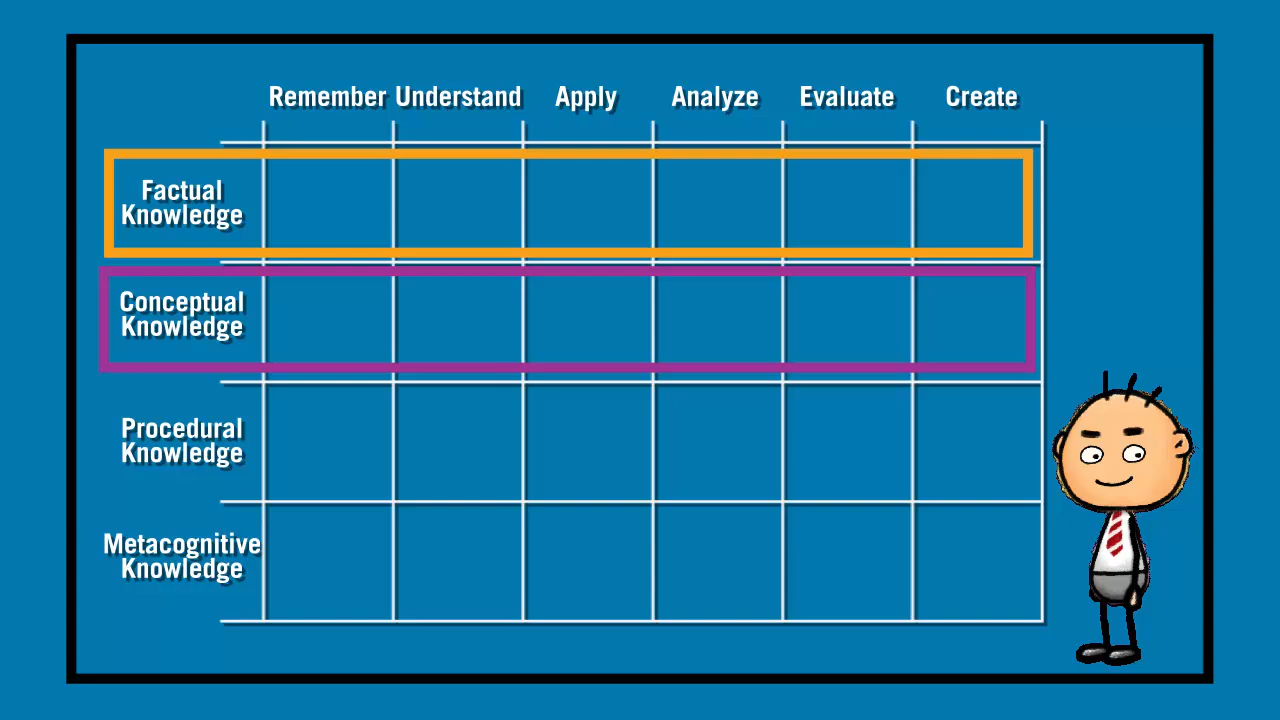 Remember Understand Apply Analyze Evaluate Create
Factual
Knowledge
Conceptual
Knowledge
Procedural
Knowledge
Metacognitive
Knowledge